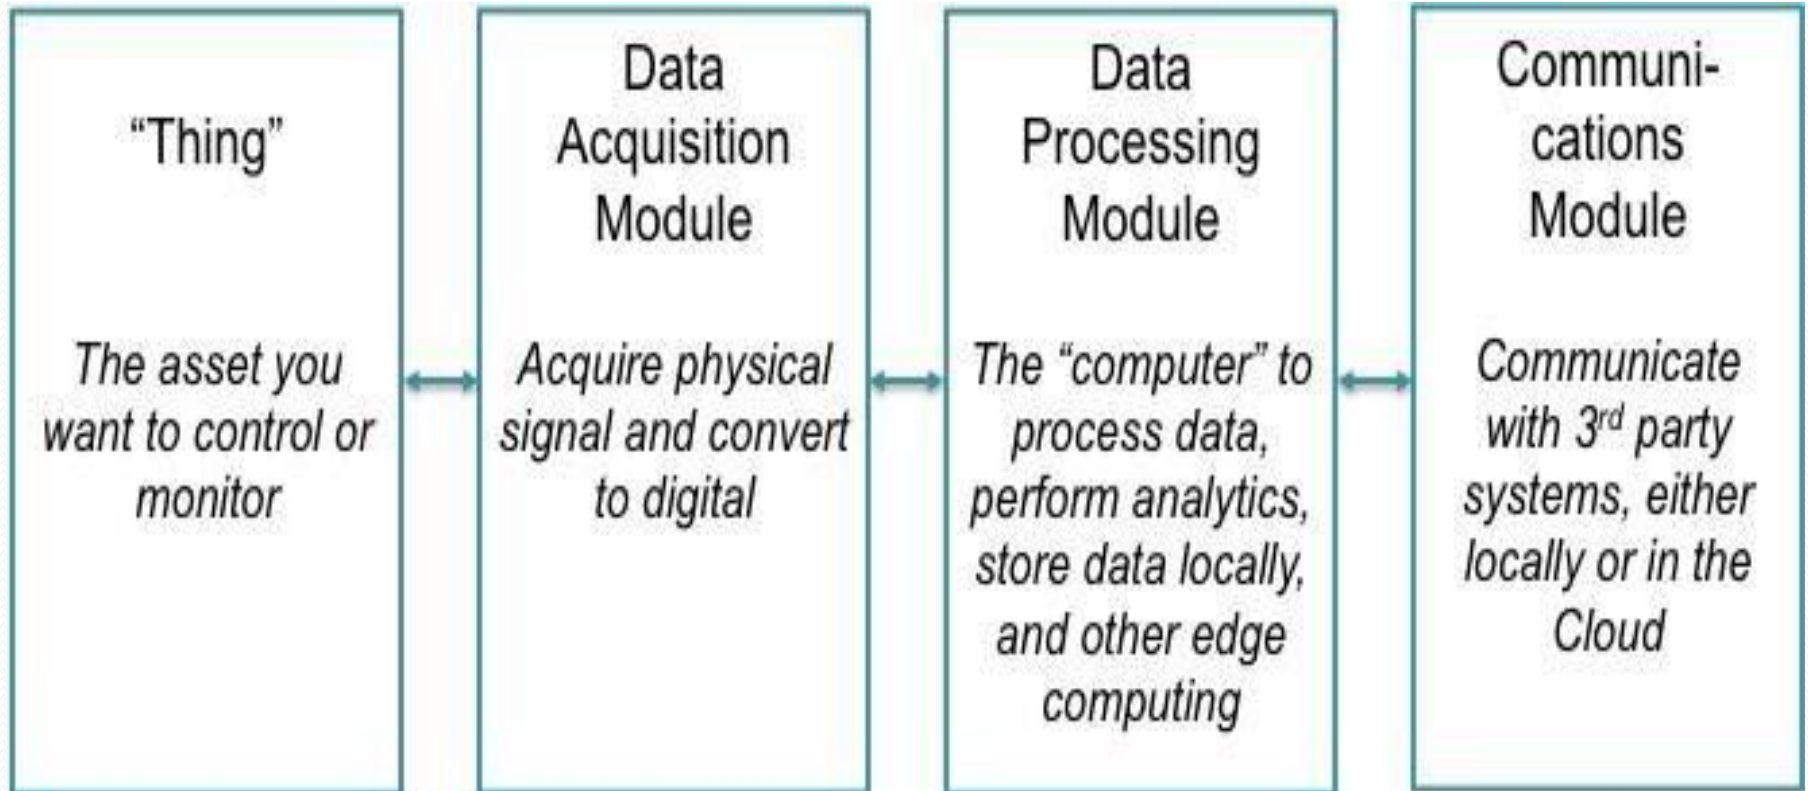 “Thing”
The asset you
want to control or
monitor
Data
Acquisition
Module
Acquire physical
signal and convert
to digital
Data
Processing
Module
The “computer” to
process data,
perform analytics,
store data locally,
and other edge
computing
Communi-
cations
Module
Communicate
with 3rd party
systems, either
locally or in the
Cloud